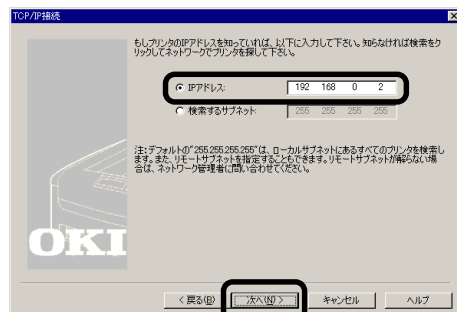 TCP/IP接続
もしプリンタのIPアドレスを知っていれば、以下に入力して下さい。知らなければ検索をク
リックしてネットワークでプリンタを探して下さい。
IPアドレス: 192 168 0 2
検索するサブネット: 255 255 255 255
注:デフォルトの"255.255.255.255"は、ローカルサブネットにあるすべてのプリンタを検索し
ます。また、リモートサブネットを指定することもできます。リモートサブネットが解らない場
合は、ネットワーク管理者に問い合わせてください。
OKI
< 戻る(B) 次へ(N) > キャンセル ヘルプ